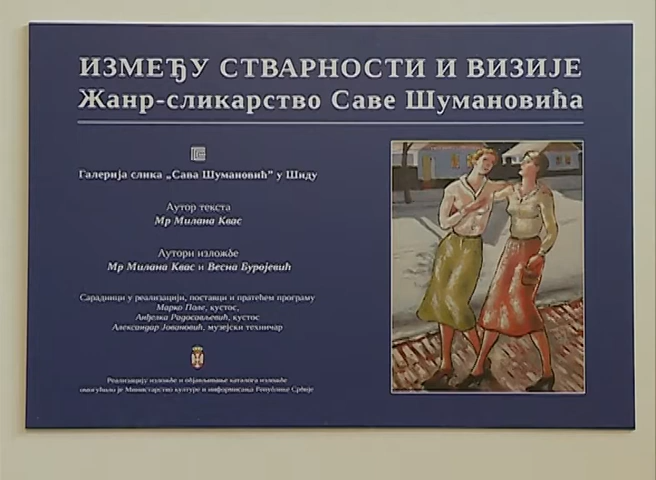 ИЗМЕЂУ СТВАРНОСТИ И ВИЗИЈЕ
Жанр-сликарство Саве Шумановића
Галерија слика „Сава Шумановић” у Шиду
Аутор текста
Мр Милана Квас
Аутори изложбе
Мр Милана Квас и Весна Буројевић
Сарадници у реализацији, поставци и пратећем програму
Марко Поле, кустос,
Анђелка Радосављевић, кустос
Александар Јовановић, музејски техничар
Реализацију изложбе и објављивање каталога изложбе
омогућило је Министарство културе и информисања Републике Србије